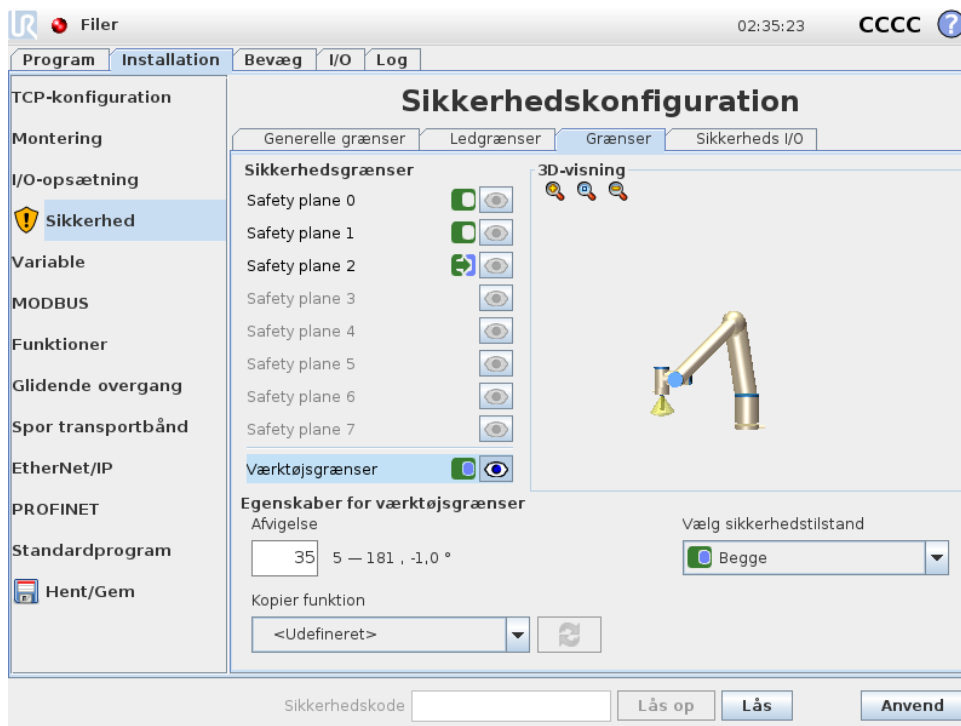 UR Filer 02:35:23 CCCC ?
Program Installation Bevæg I/O Log
TCP-konfiguration
Montering
I/O-opsætning
Sikkerhed
Variable
MODBUS
Funktioner
Glidende overgang
Spor transportbånd
EtherNet/IP
PROFINET
Standardprogram
Hent/Gem
Sikkerhedskonfiguration
Generelle grænser Ledgrænser Grænser Sikkerheds I/O
Sikkerhedsgrænser
Safety plane 0
Safety plane 1
Safety plane 2
Safety plane 3
Safety plane 4
Safety plane 5
Safety plane 6
Safety plane 7
Værktøjsgrænser
3D-visning
Egenskaber for værktøjsgrænser
Afvigelse
35 5 — 181 , -1,0 °
Vælg sikkerhedstilstand
Begge
Kopier funktion
<Udefineret>
Sikkerhedskode Lås op Lås Anvend